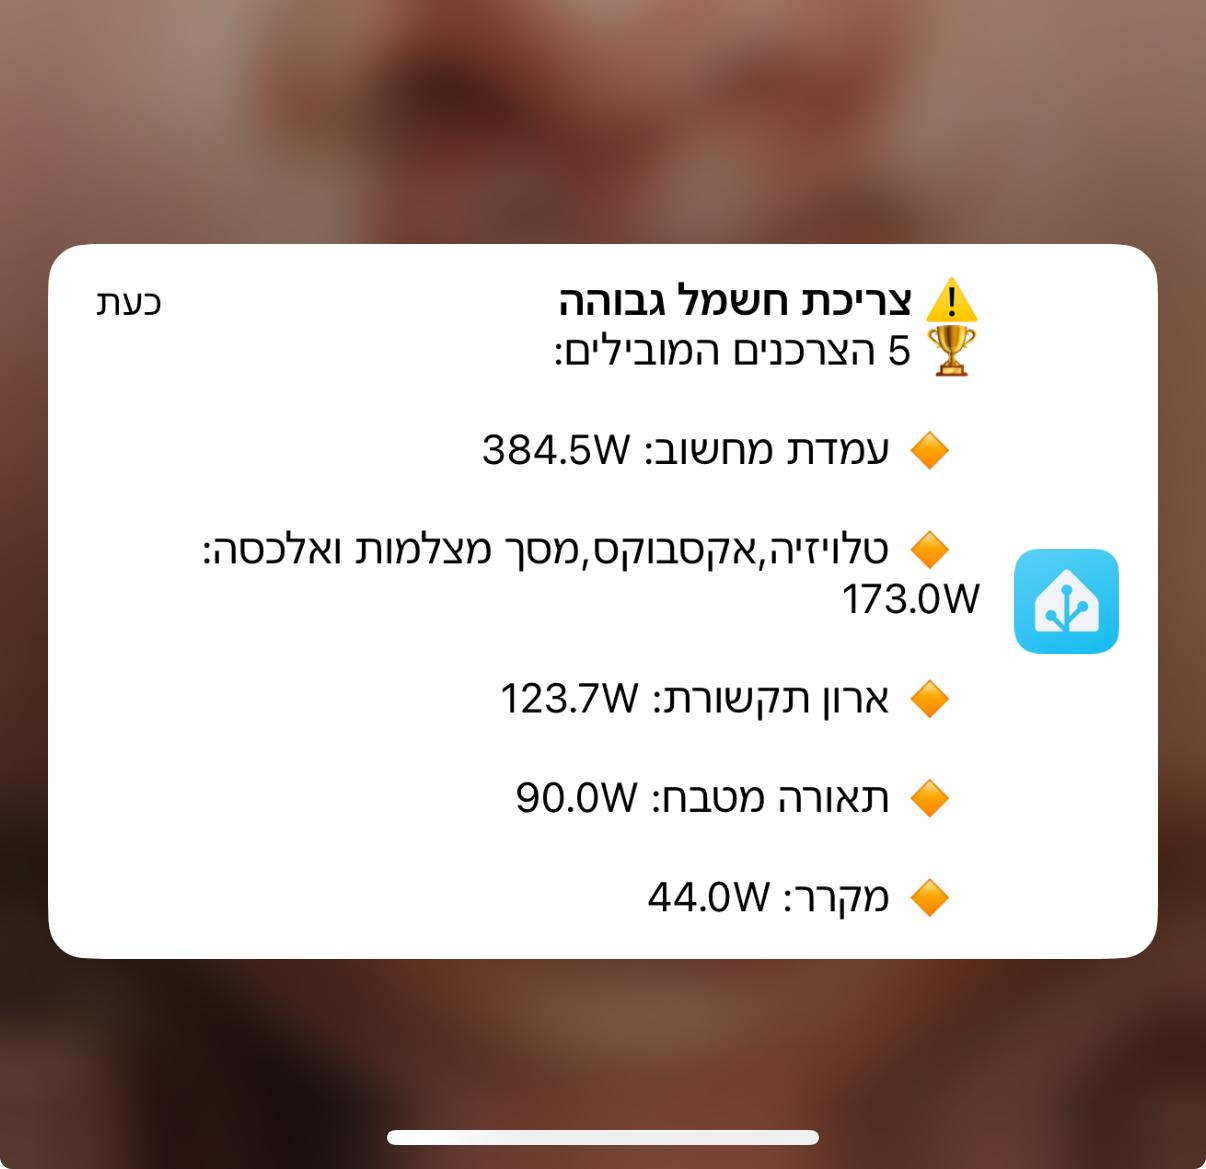 ⚠️ צריכת חשמל גבוהה
כעת
🏆 5 הצרכנים המובילים:
🔸 עמדת מחשוב: 384.5W
🔸 טלויזיה,אקסבוקס,מסך מצלמות ואלכסה:
173.0W
🔸 ארון תקשורת: 123.7W
🔸 תאורה מטבח: 90.0W
🔸 מקרר: 44.0W